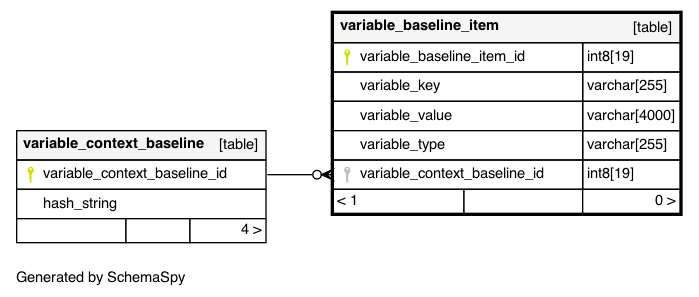 variable_baseline_item [table]
variable_baseline_item_id int8[19]
variable_key varchar[255]
variable_value varchar[4000]
variable_type varchar[255]
variable_context_baseline_id int8[19]
< 1 0 >
variable_context_baseline [table]
variable_context_baseline_id
hash_string
4 >
Generated by SchemaSpy